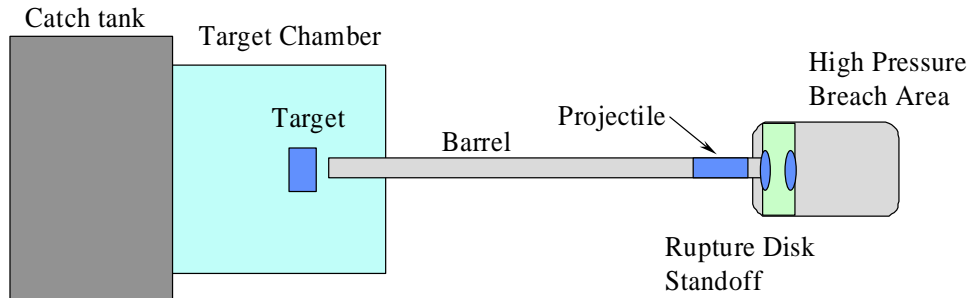 Catch tank
Target Chamber
High Pressure
Breach Area
Target
Projectile
Barrel
Rupture Disk
Standoff